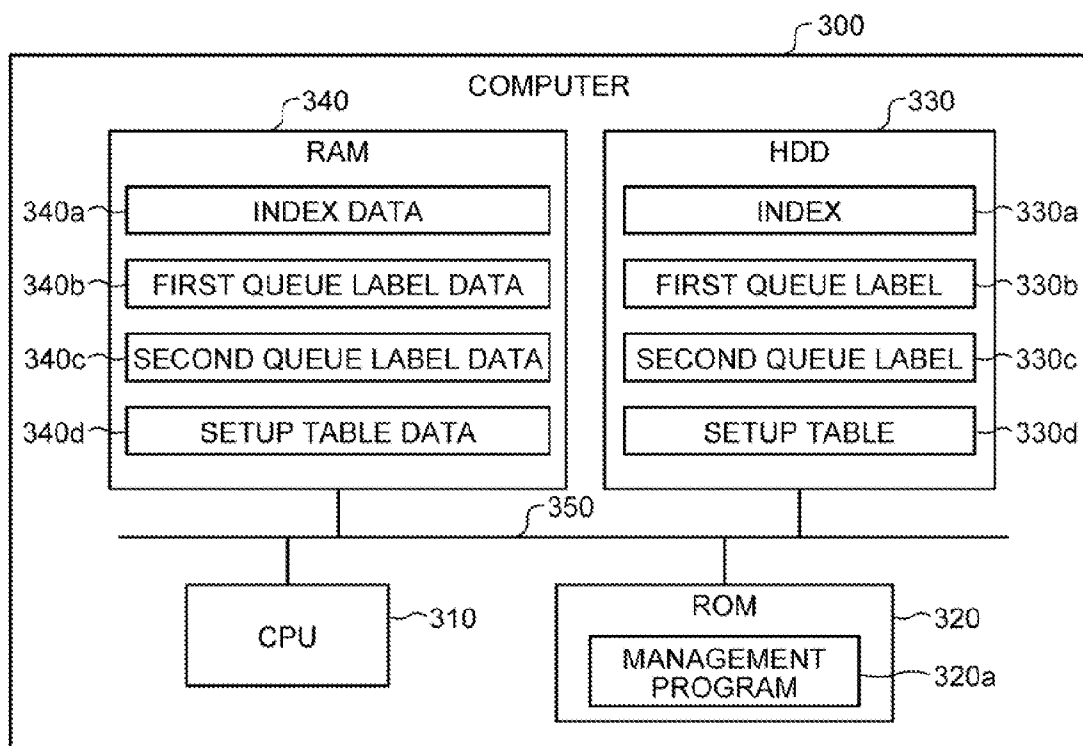 300
COMPUTER
340
330
RAM
HDD
340a
INDEX DATA
INDEX
330a
340b
FIRST QUEUE LABEL DATA
FIRST QUEUE LABEL
330b
340c
SECOND QUEUE LABEL DATA
SECOND QUEUE LABEL
330c
340d
SETUP TABLE DATA
SETUP TABLE
330d
350
CPU
310
ROM
320
MANAGEMENT
PROGRAM
320a